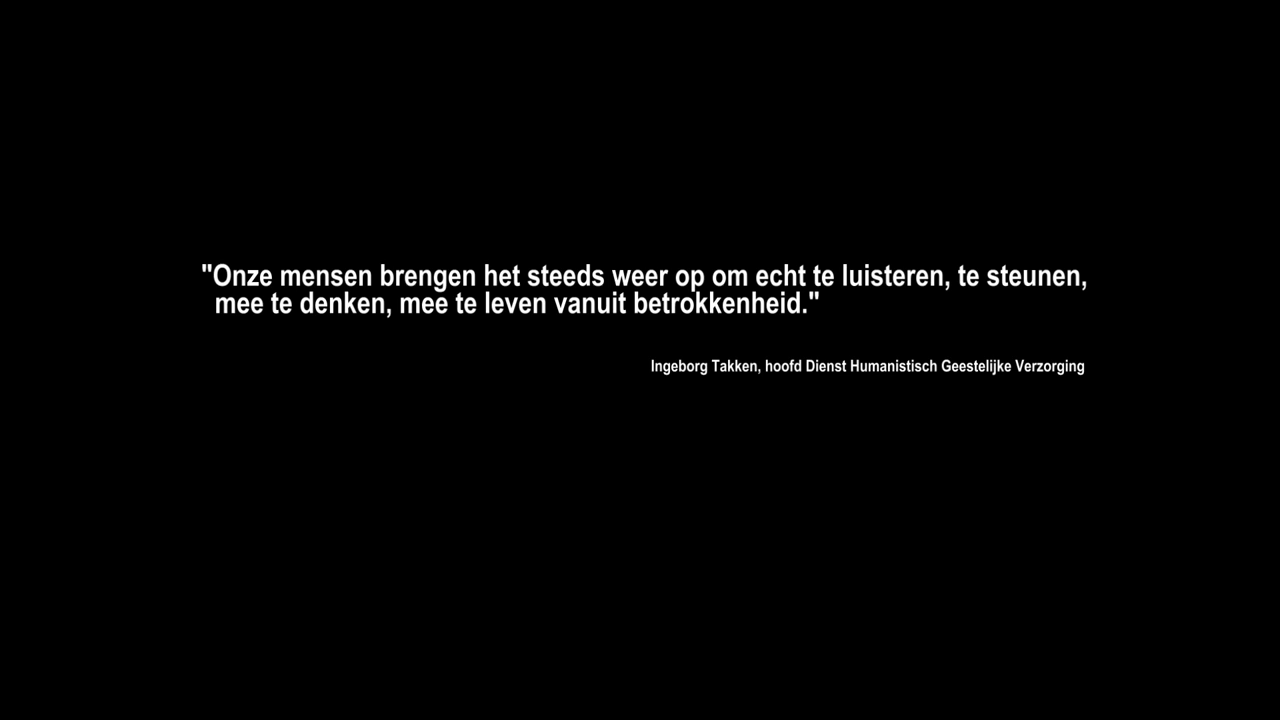 "Onze mensen brengen het steeds weer op om echt te luisteren, te steunen,
mee te denken, mee te leven vanuit betrokkenheid."
Ingeborg Takken, hoofd Dienst Humanistisch Geestelijke Verzorging